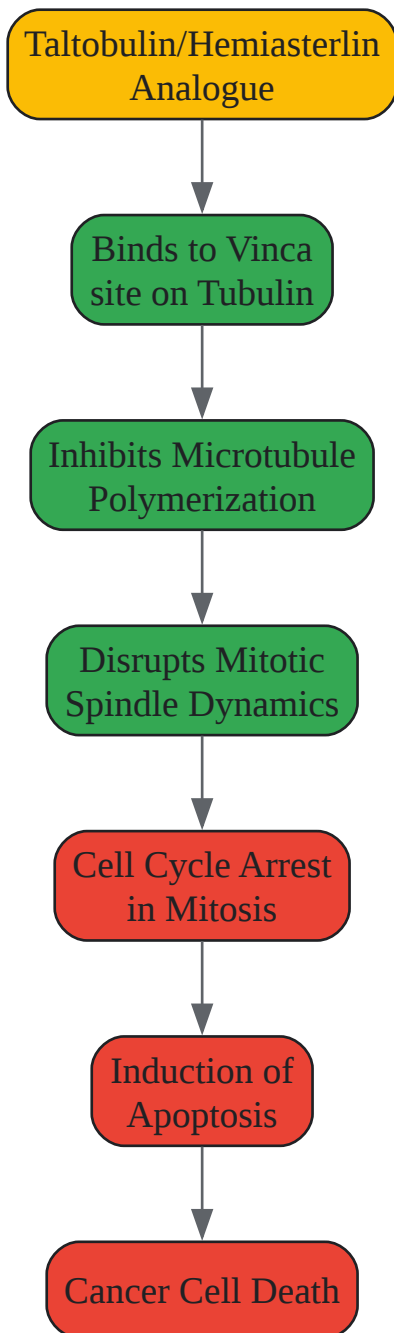 Taltobulin/Hemiasterlin
Analogue
Binds to Vinca
site on Tubulin
Inhibits Microtubule
Polymerization
Disrupts Mitotic
Spindle Dynamics
Cell Cycle Arrest
in Mitosis
Induction of
Apoptosis
Cancer Cell Death